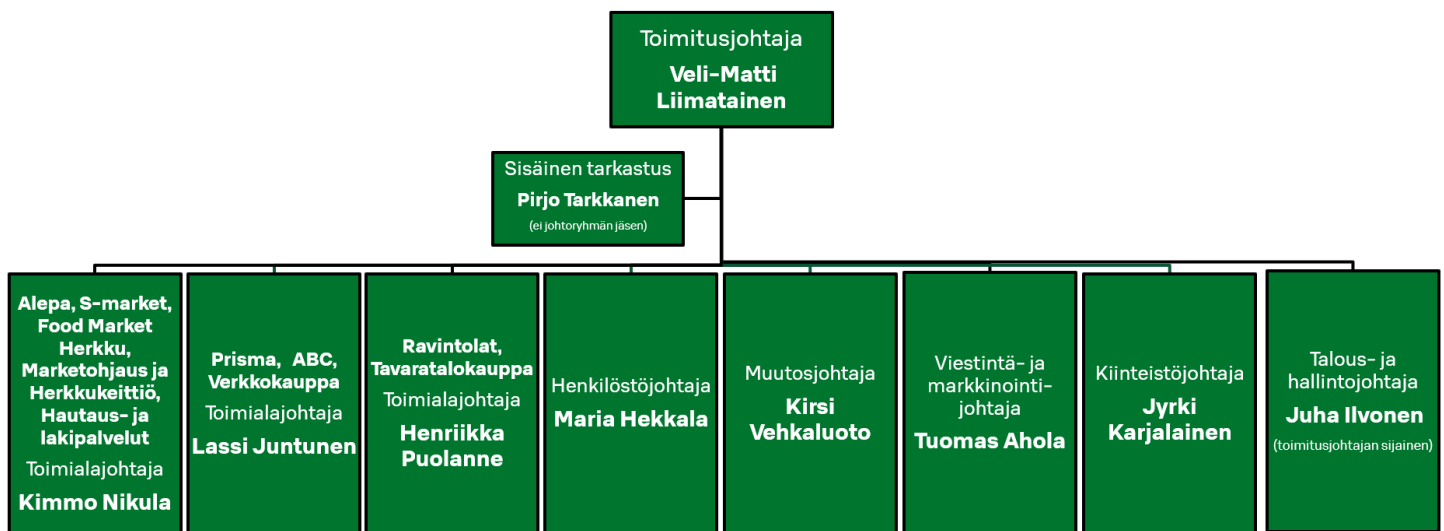 Toimitusjohtaja
Veli-Matti
Liimatainen
Sisäinen tarkastus
Pirjo Tarkkanen
(ei johtoryhmän jäsen)
Alepa, S-market,
Food Market
Herkku,
Marketohjaus ja
Herkkukeittiö,
Hautaus- ja
lakipalvelut
Toimialajohtaja
Kimmo Nikula
Prisma, ABC,
Verkkokauppa
Toimialajohtaja
Lassi Juntunen
Ravintolat,
Tavaratalokauppa
Toimialajohtaja
Henriikka
Puolanne
Henkilöstöjohtaja
Maria Hekkala
Muutosjohtaja
Kirsi
Vehkaluoto
Viestintä- ja
markkinointi-
johtaja
Tuomas Ahola
Kiinteistöjohtaja
Jyrki
Karjalainen
Talous- ja
hallintojohtaja
Juha Ilvonen
(toimitusjohtajan sijainen)